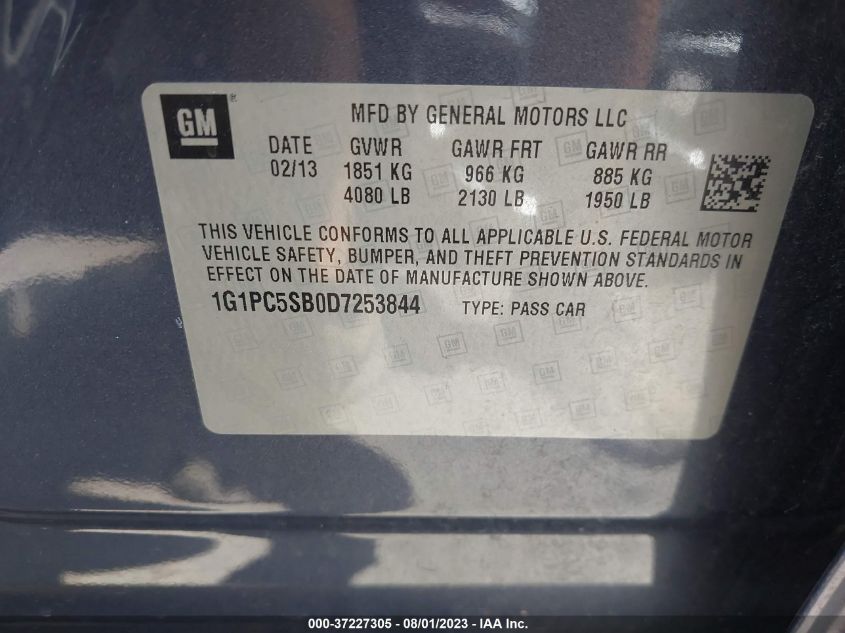 GM
MFD BY GENERAL MOTORS LLC
DATE GVWR GAWR FRT GAWR RR
02/13 1851 KG 966 KG 885 KG
4080 LB 2130 LB 1950 LB
THIS VEHICLE CONFORMS TO ALL APPLICABLE U.S. FEDERAL MOTOR
VEHICLE SAFETY, BUMPER, AND THEFT PREVENTION STANDARDS IN
EFFECT ON THE DATE OF MANUFACTURE SHOWN ABOVE.
1G1PC5SB0D7253844 TYPE: PASS CAR
000-37227305 - 08/01/2023 - IAA Inc.